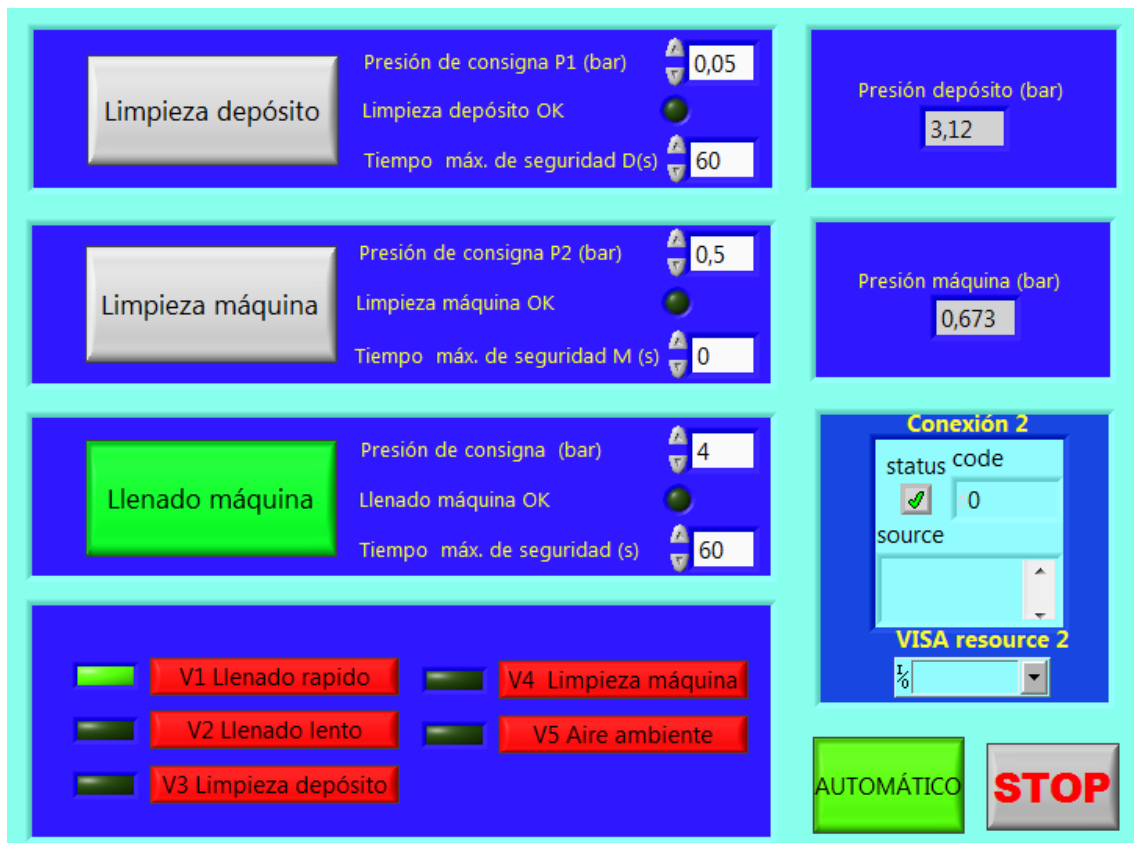 Limpieza depósito
Presión de consigna P1 (bar)
0,05
Limpieza depósito OK
Tiempo máx. de seguridad D(s)
60
Presión depósito (bar)
3,12
Limpieza máquina
Presión de consigna P2 (bar)
0,5
Limpieza máquina OK
Tiempo máx. de seguridad M (s)
0
Presión máquina (bar)
0,673
Llenado máquina
Presión de consigna (bar)
4
Llenado máquina OK
Tiempo máx. de seguridad (s)
60
Conexión 2
status
code
0
source
VISA resource 2
I/O
V1 Llenado rapido
V2 Llenado lento
V3 Limpieza depósito
V4 Limpieza máquina
V5 Aire ambiente
AUTOMÁTICO
STOP